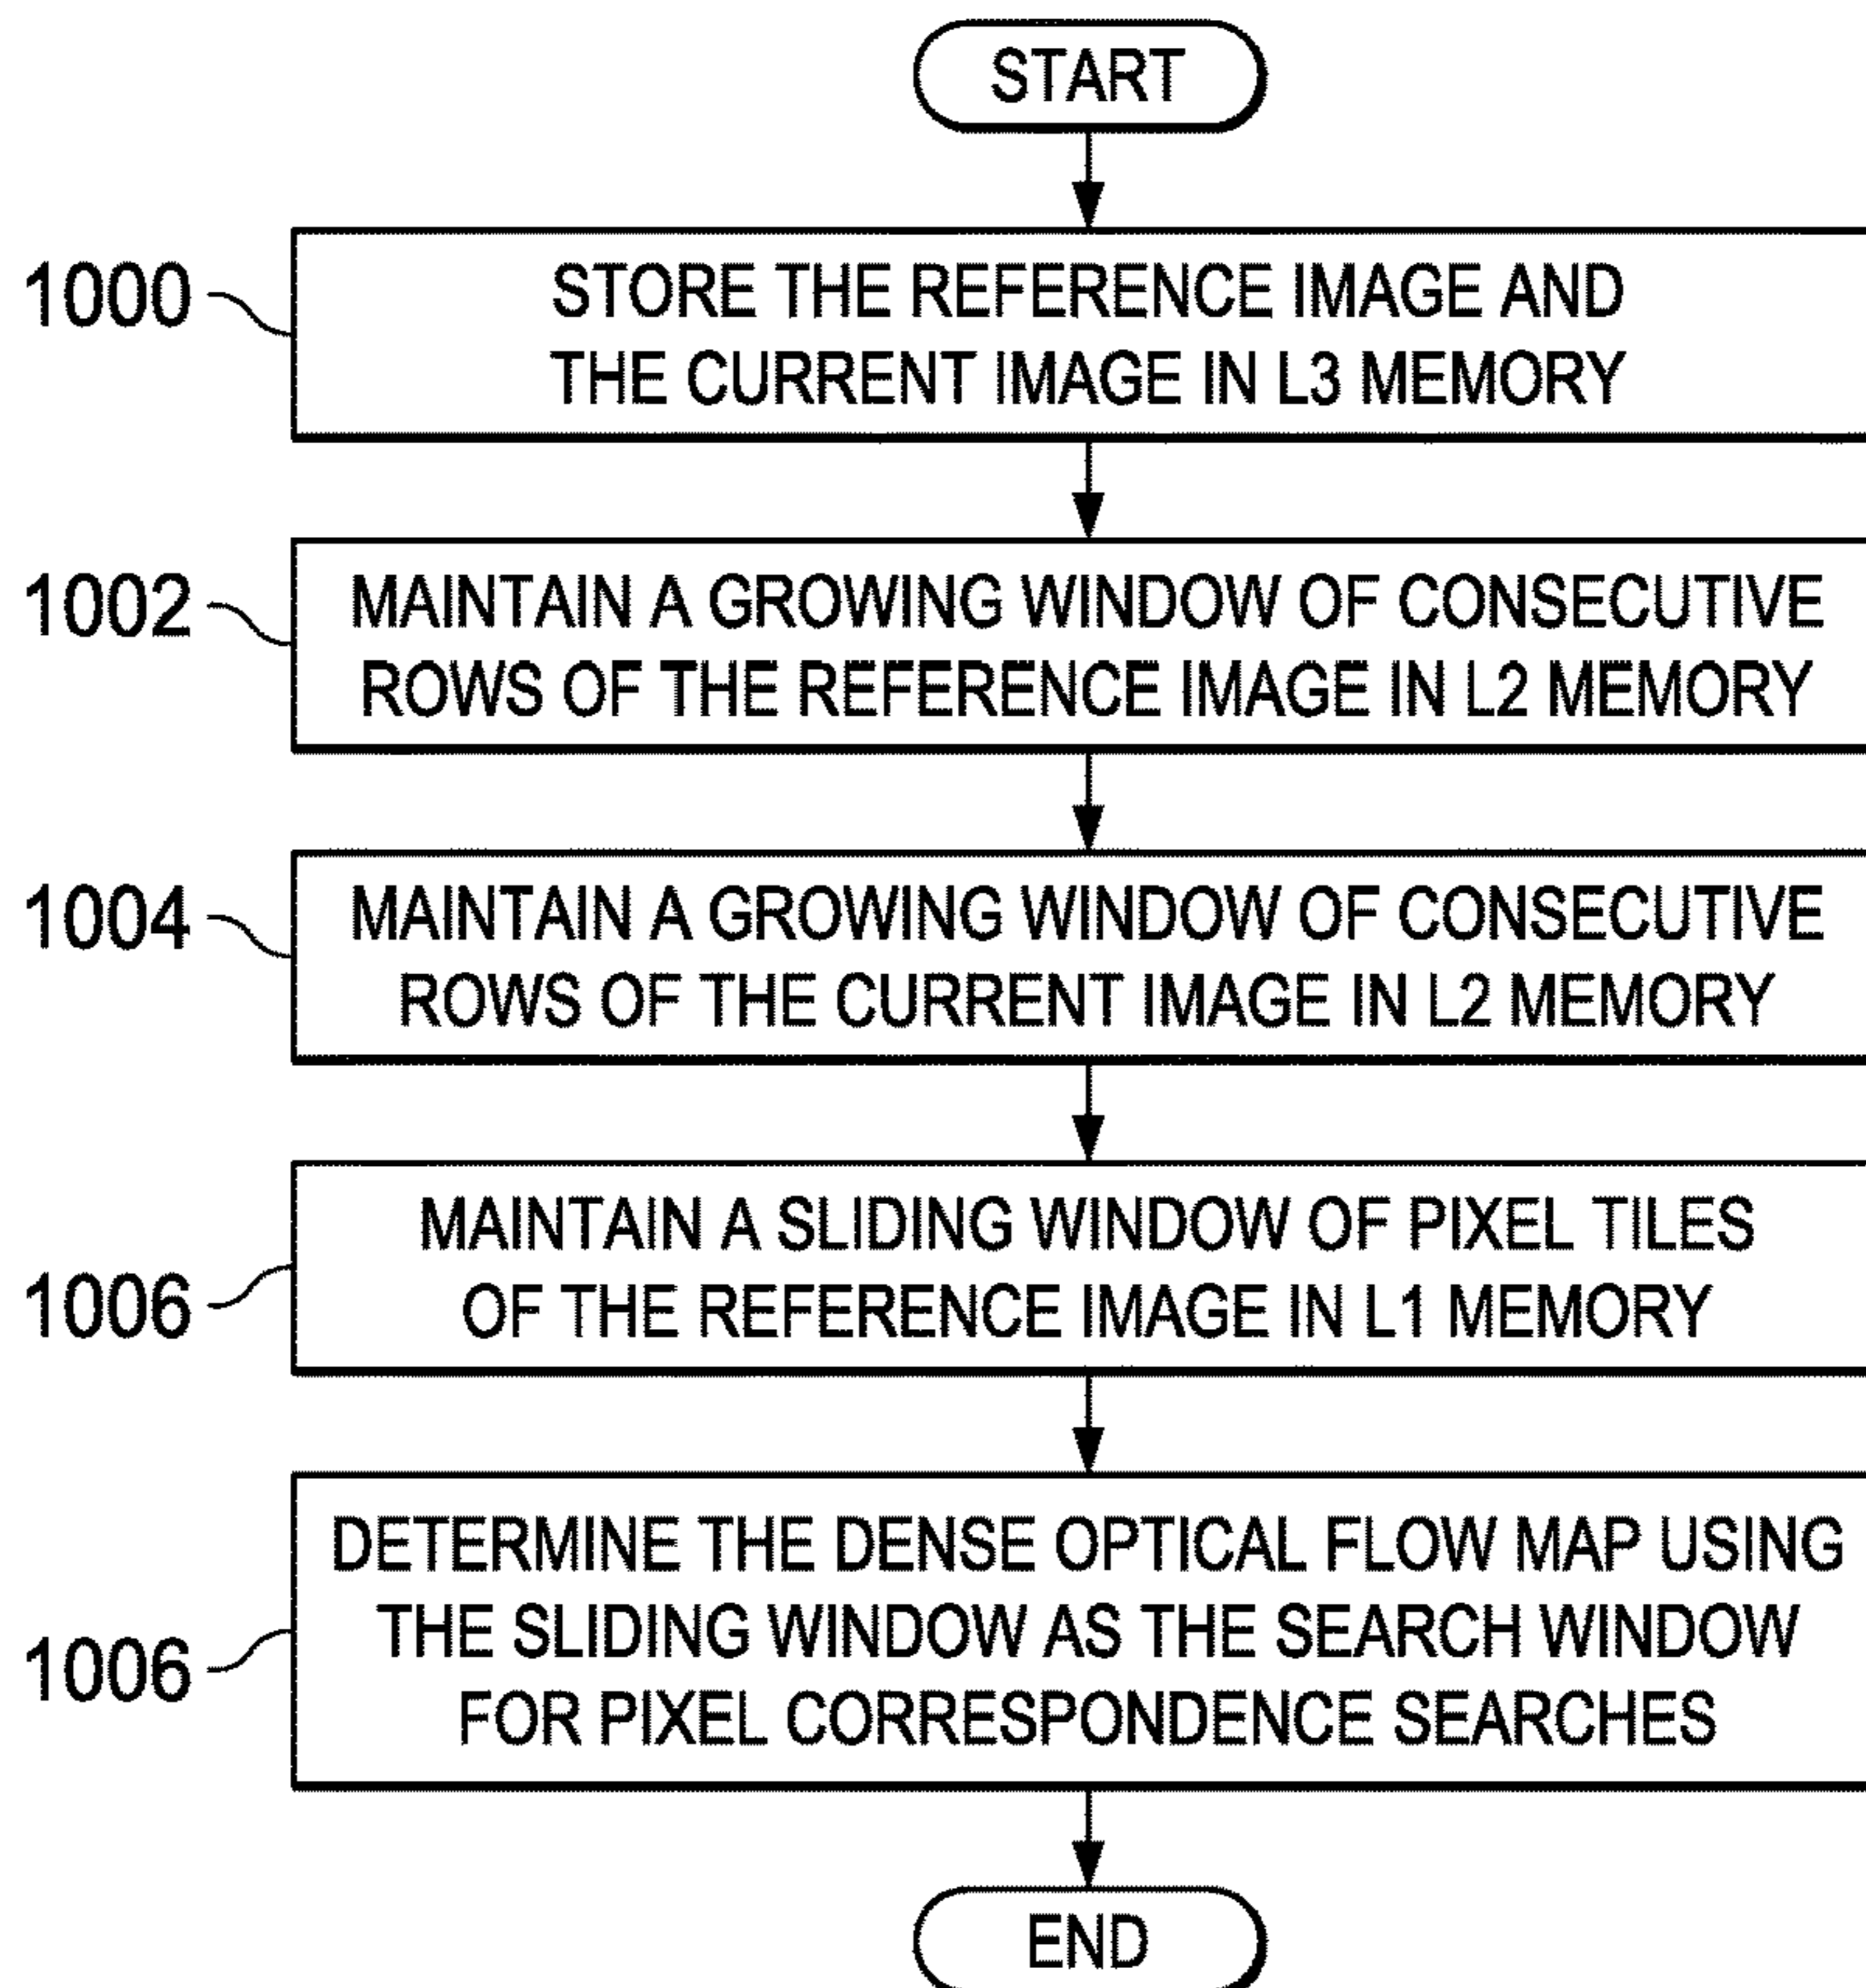 START
1000
STORE THE REFERENCE IMAGE AND
THE CURRENT IMAGE IN L3 MEMORY
1002
MAINTAIN A GROWING WINDOW OF CONSECUTIVE
ROWS OF THE REFERENCE IMAGE IN L2 MEMORY
1004
MAINTAIN A GROWING WINDOW OF CONSECUTIVE
ROWS OF THE CURRENT IMAGE IN L2 MEMORY
1006
MAINTAIN A SLIDING WINDOW OF PIXEL TILES
OF THE REFERENCE IMAGE IN L1 MEMORY
1006
DETERMINE THE DENSE OPTICAL FLOW MAP USING
THE SLIDING WINDOW AS THE SEARCH WINDOW
FOR PIXEL CORRESPONDENCE SEARCHES
END